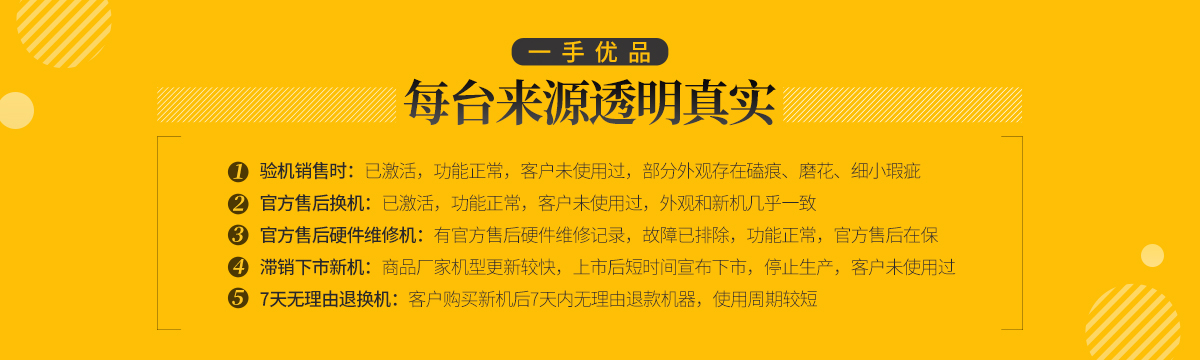 一手优品
每台来源透明真实
1 验机销售时：已激活，功能正常，客户未使用过，部分外观存在磕痕、磨花、细小瑕疵
2 官方售后换机：已激活，功能正常，客户未使用过，外观和新机几乎一致
3 官方售后硬件维修机：有官方售后硬件维修记录，故障已排除，功能正常，官方售后在保
4 滞销下市新机：商品厂家机型更新较快，上市后短时间宣布下市，停止生产，客户未使用过
5 7天无理由退换机：客户购买新机后7天内无理由退款机器，使用周期较短